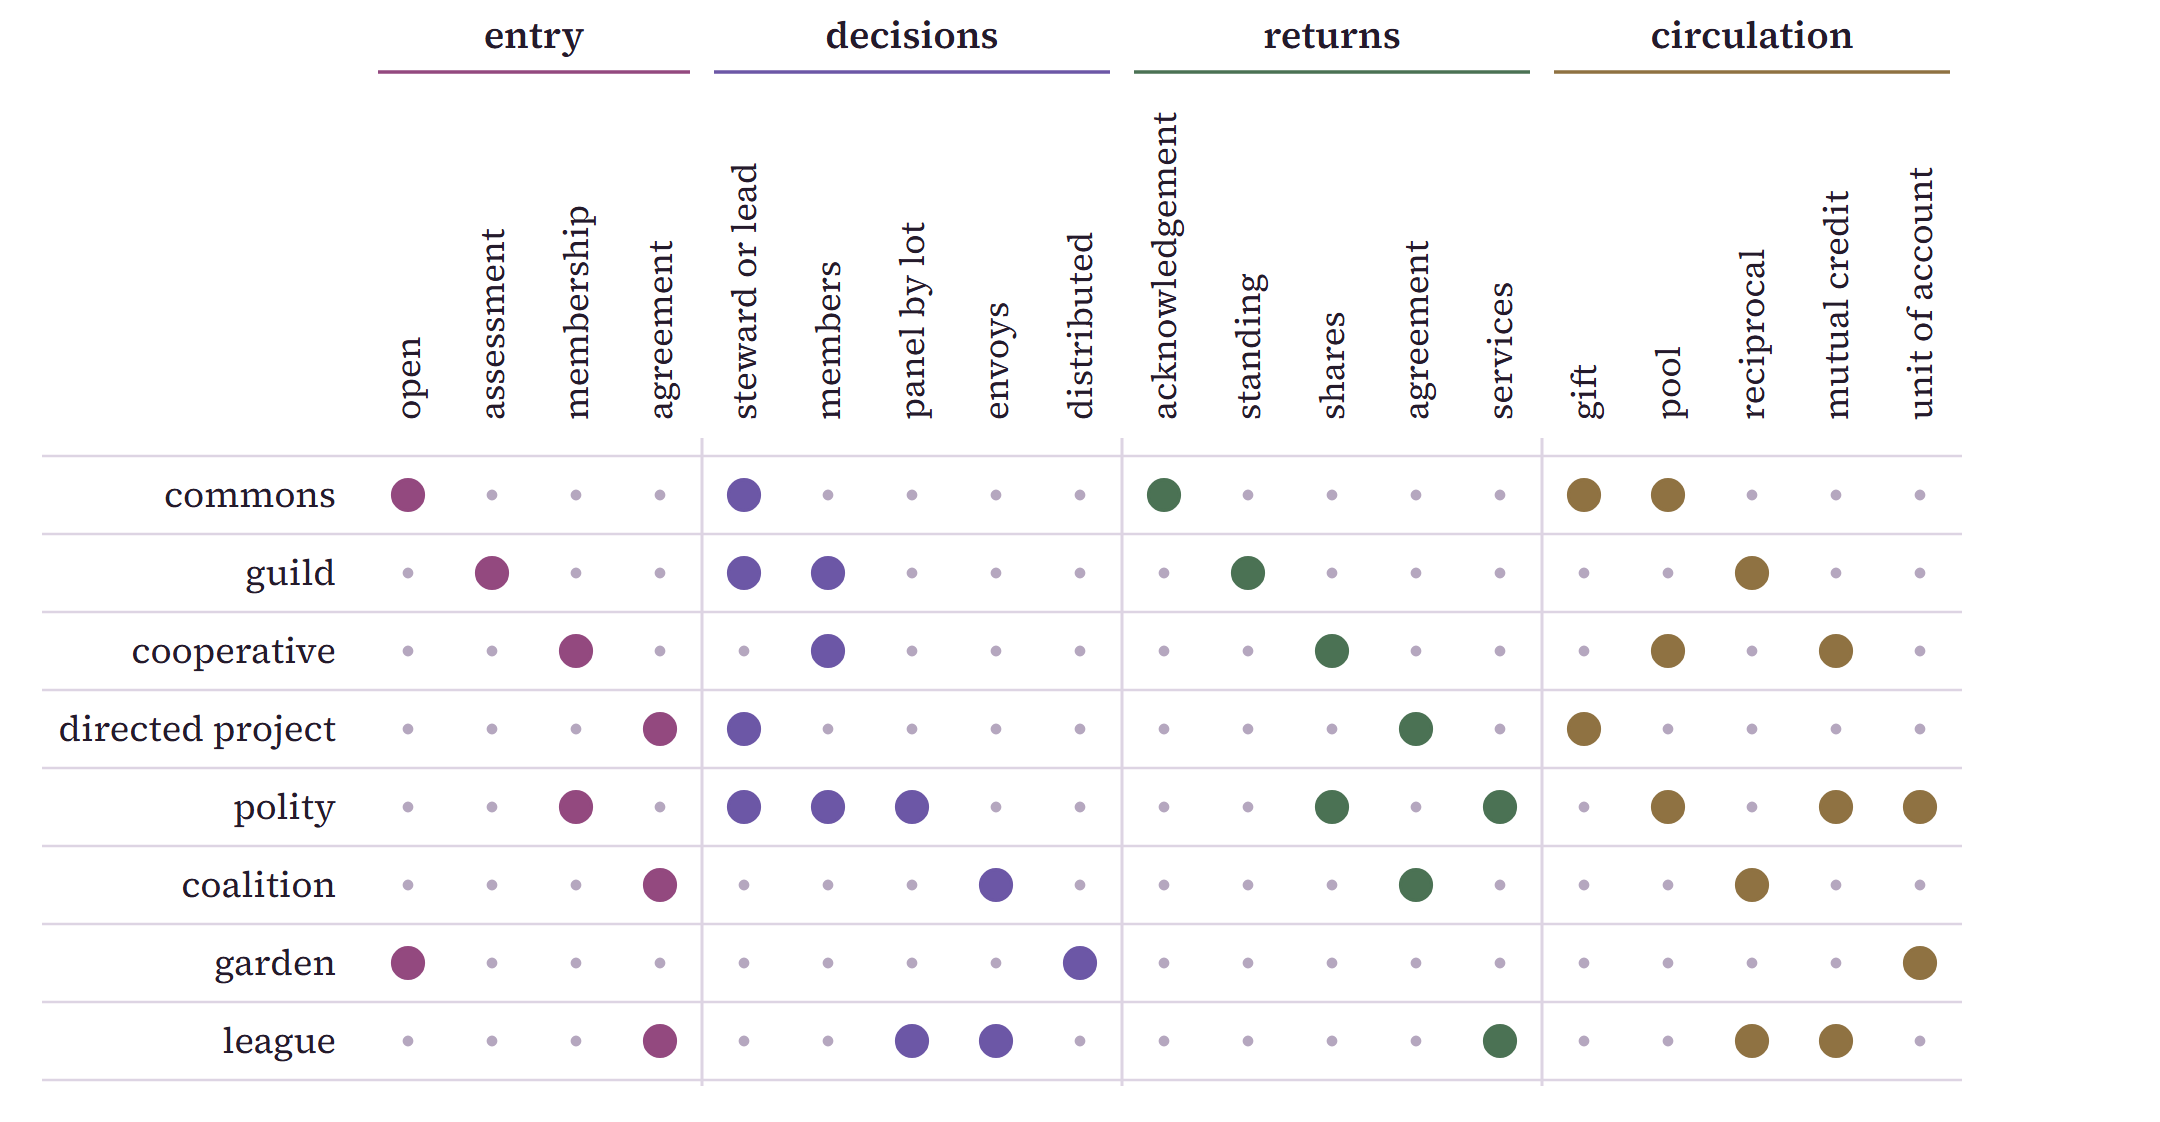 entry
decisions
returns
circulation
open
assessment
membership
agreement
steward or lead
members
panel by lot
envoys
distributed
acknowledgement
standing
shares
agreement
services
gift
pool
reciprocal
mutual credit
unit of account
commons
guild
cooperative
directed project
polity
coalition
garden
league